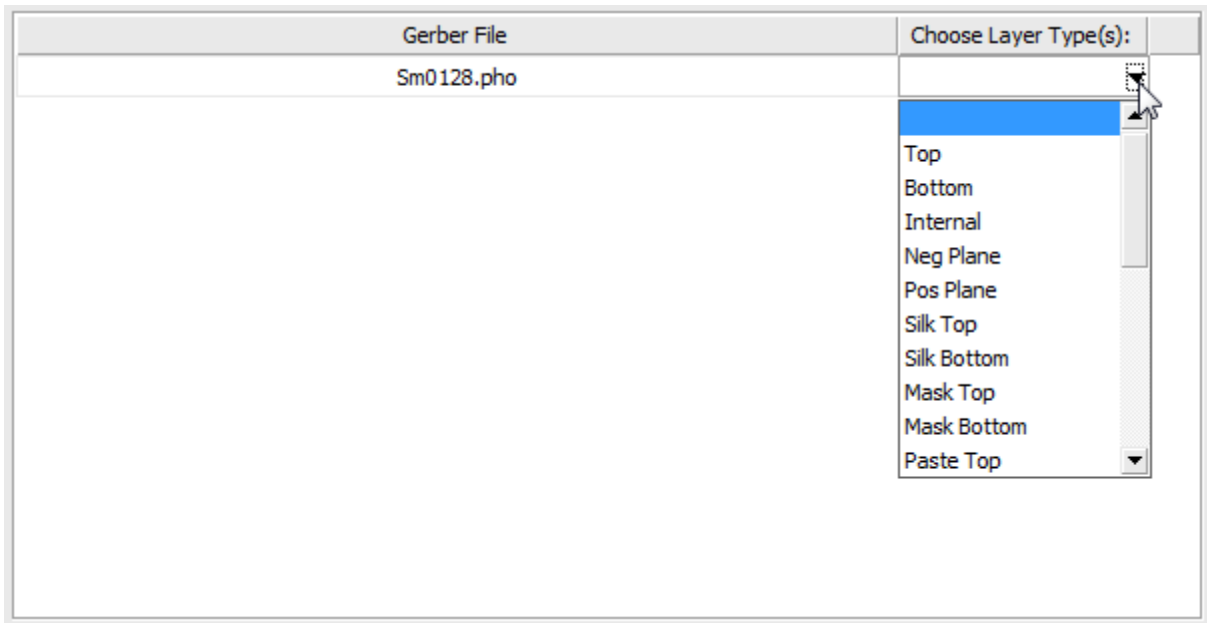 Gerber File Choose Layer Type(s):
Sm0128.pho
Top
Bottom
Internal
Neg Plane
Pos Plane
Silk Top
Silk Bottom
Mask Top
Mask Bottom
Paste Top